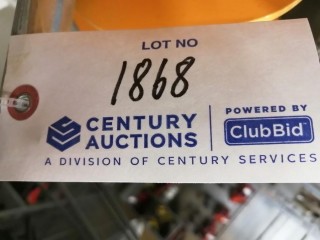 LOT NO
1868
CENTURY AUCTIONS
POWERED BY
ClubBid
A DIVISION OF CENTURY SERVICES